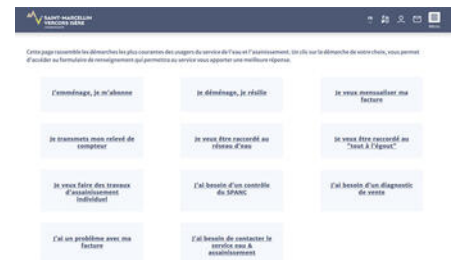 SAINT-MARCELLIN
VERCORS ISÈRE
MENU
Cette page rassemble les démarches les plus courantes des usagers du service de l'eau et l'assainissement. Un clic sur la démarche de votre choix, vous permet
d'accéder au formulaire de renseignement qui permettra au service vous apporter une meilleure réponse.
J'emménage, je m'abonne
Je déménage, je résilie
Je veux mensualiser ma
facture
Je transmets mon relevé de
compteur
Je veux être raccordé au
réseau d'eau
Je veux être raccordé au
"tout à l'égout"
Je veux faire des travaux
d'assainissement
individuel
J'ai besoin d'un contrôle
du SPANC
J'ai besoin d'un diagnostic
de vente
J'ai un problème avec ma
facture
J'ai besoin de contacter le
service eau &
assainissement